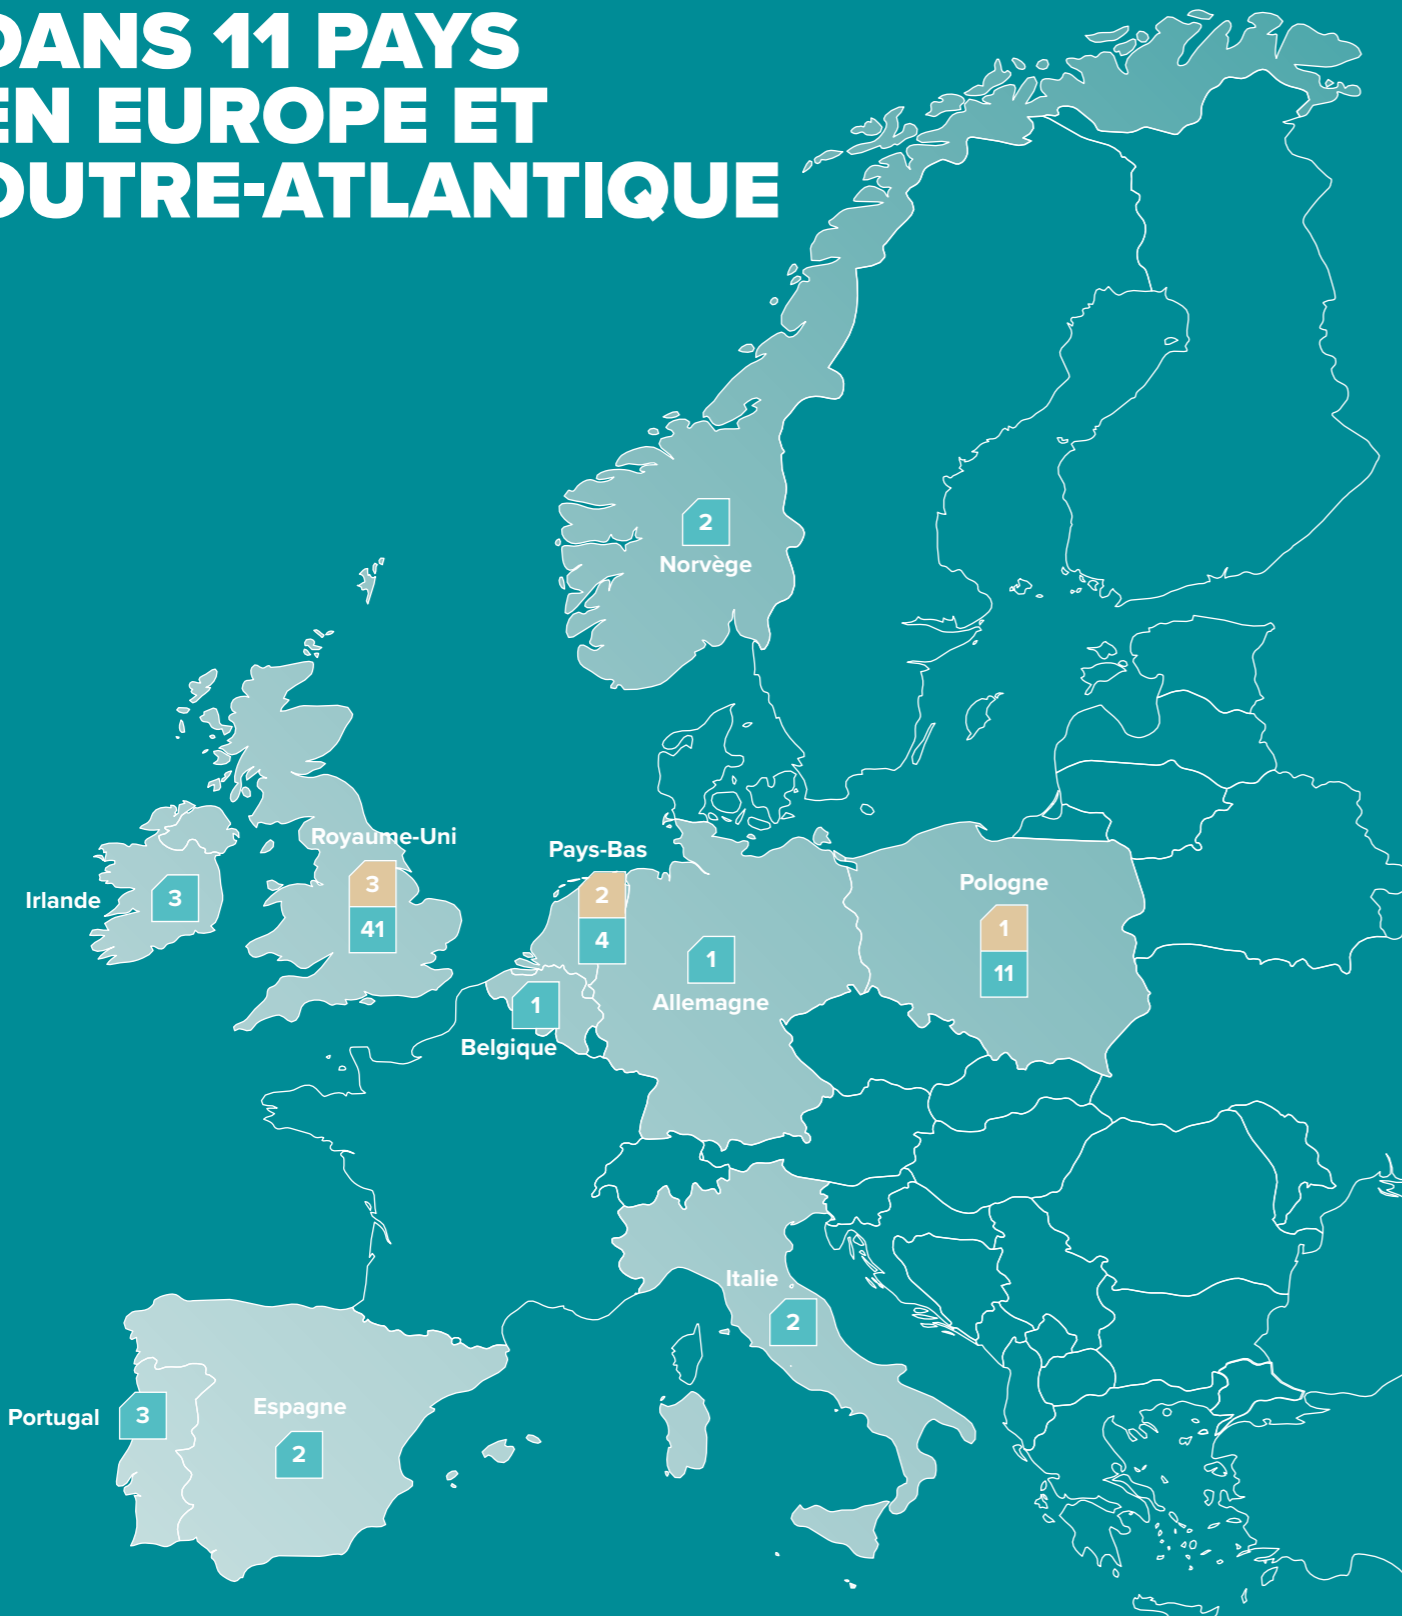 DANS 11 PAYS
EN EUROPE ET
OUTRE-ATLANTIQUE
2
Norvège
Royaume-Uni
3
41
Irlande
3
Pays-Bas
2
4
1
Belgique
1
Allemagne
Pologne
1
11
Italie
2
Portugal
3
Espagne
2